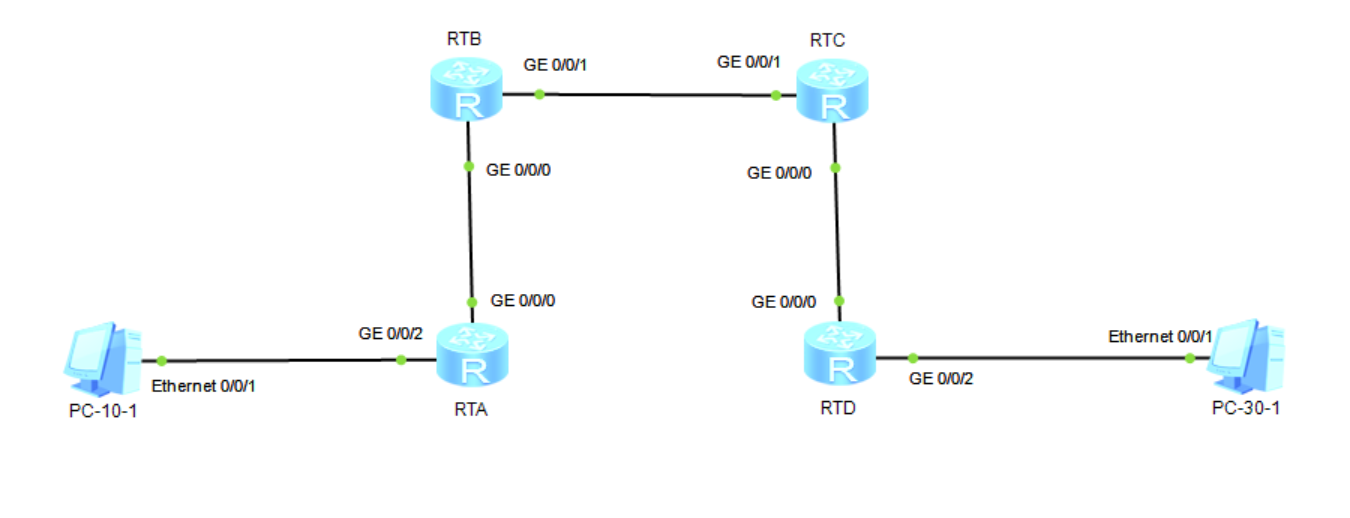 RTB
RTC
GE 0/0/1
GE 0/0/1
R
R
GE 0/0/0
GE 0/0/0
GE 0/0/0
GE 0/0/0
GE 0/0/2
Ethernet 0/0/1
R
R
Ethernet 0/0/1
GE 0/0/2
PC-10-1
RTA
RTD
PC-30-1